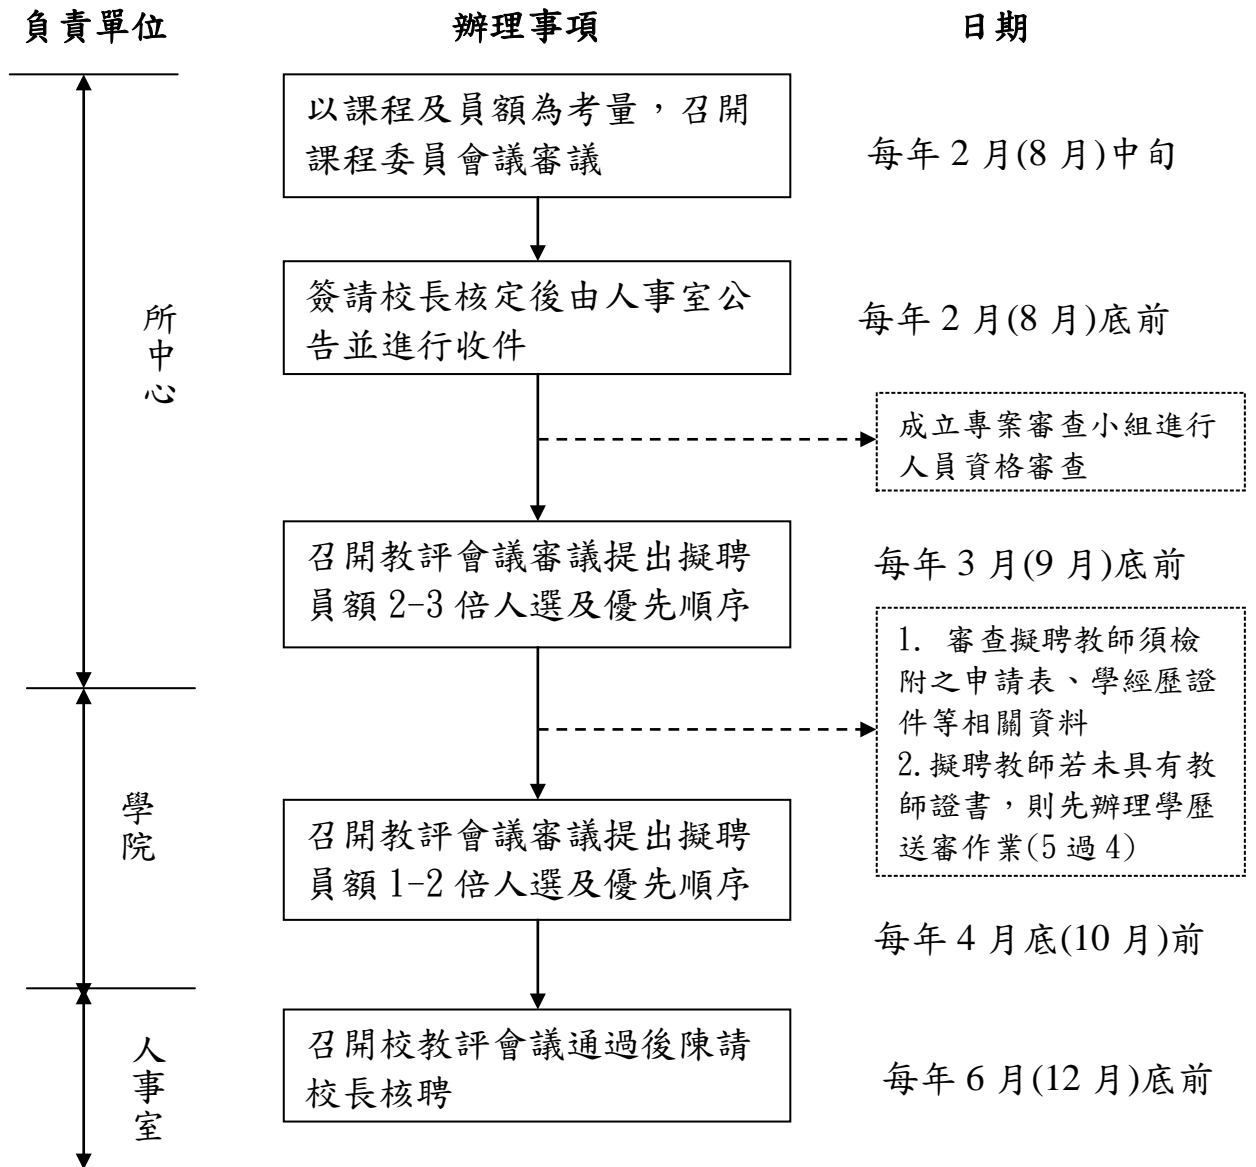 負責單位
辦理事項
日期
以課程及員額為考量，召開
課程委員會議審議
每年 2 月(8 月)中旬
所中心
簽請校長核定後由人事室公
告並進行收件
每年 2 月(8 月)底前
成立專案審查小組進行
人員資格審查
召開教評會議審議提出擬聘
員額 2-3 倍人選及優先順序
每年 3 月(9 月)底前
1. 審查擬聘教師須檢
附之申請表、學經歷證
件等相關資料
2.擬聘教師若未具有教
師證書，則先辦理學歷
送審作業(5 過 4)
學院
召開教評會議審議提出擬聘
員額 1-2 倍人選及優先順序
每年 4 月底(10 月)前
人事室
召開校教評會議通過後陳請
校長核聘
每年 6 月(12 月)底前